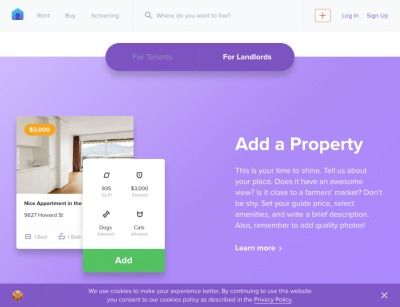 Rent Buy Screening Where do you want to live? Log In Sign Up
For Tenants For Landlords
$3,000
Nice Appartment in the
9627 Howard St
1 Bed 1 Bath
935 $3,000
Sq Ft Deposit
Dogs Cats
Allowed Allowed
Add
Add a Property
This is your time to shine. Tell us about
your place. Does it have an awesome
view? Is it close to a farmers' market? Don't
be shy. Set your guide price, select
amenities, and write a brief description.
Also, remember to add quality photos!
Learn more
We use cookies to make your experience better. By continuing to use this website
you consent to our cookies policy as described in the Privacy Policy.